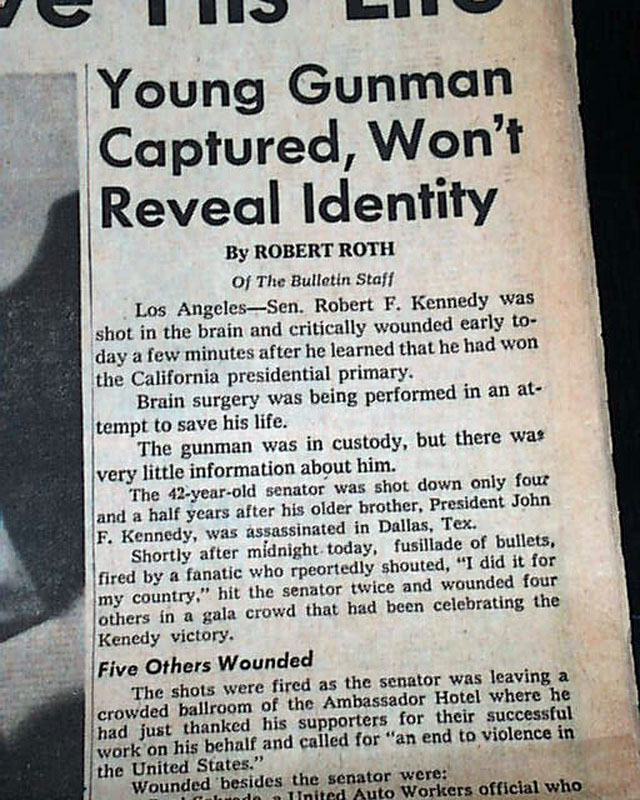 ve His Life
Young Gunman
Captured, Won't
Reveal Identity
By ROBERT ROTH
Of The Bulletin Staff
Los Angeles—Sen. Robert F. Kennedy was
shot in the brain and critically wounded early to-
day a few minutes after he learned that he had won
the California presidential primary.
Brain surgery was being performed in an at-
tempt to save his life.
The gunman was in custody, but there was
very little information about him.
The 42-year-old senator was shot down only four
and a half years after his older brother, President John
F. Kennedy, was assassinated in Dallas, Tex.
Shortly after midnight today, fusillade of bullets,
fired by a fanatic who rpeortedly shouted, "I did it for
my country," hit the senator twice and wounded four
others in a gala crowd that had been celebrating the
Kenedy victory.
Five Others Wounded
The shots were fired as the senator was leaving a
crowded ballroom of the Ambassador Hotel where he
had just thanked his supporters for their successful
work on his behalf and called for "an end to violence in
the United States."
Wounded besides the senator were:
a United Auto Workers official who